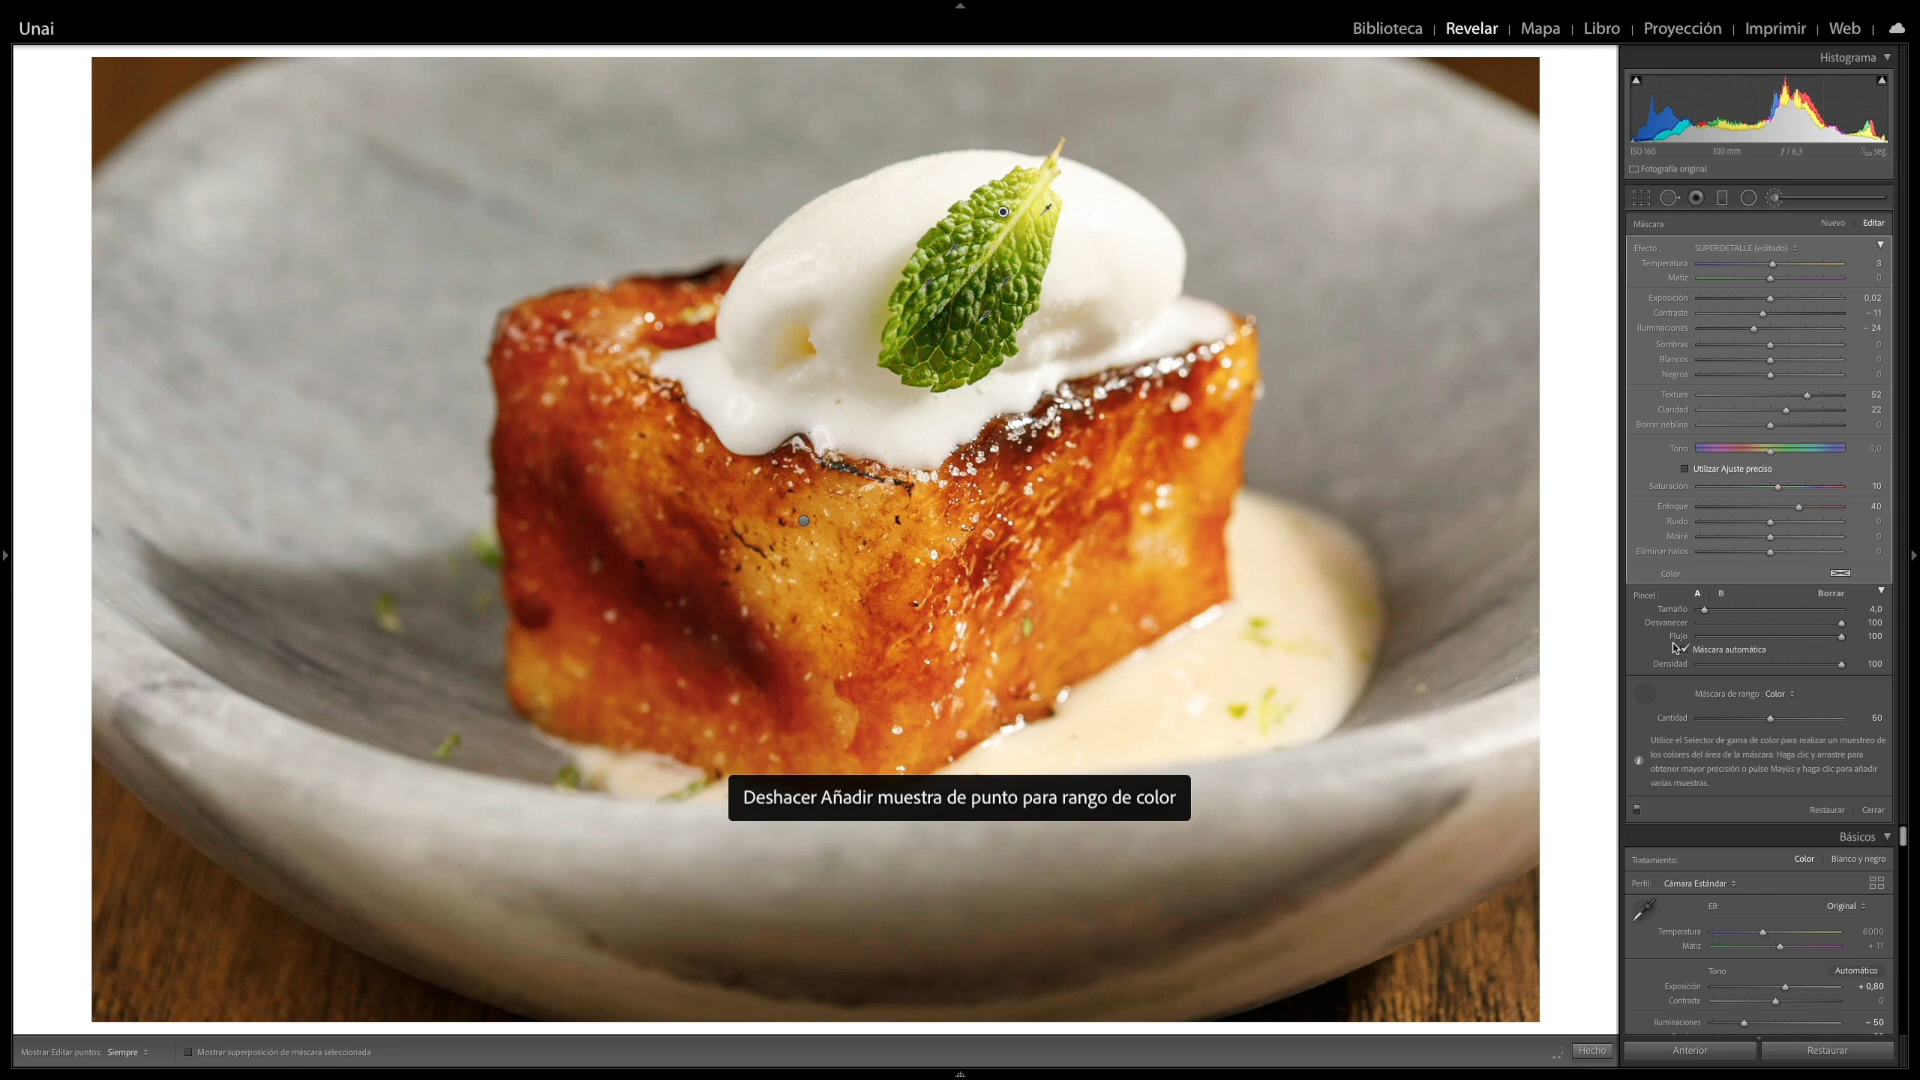 Unai
Biblioteca | Revelar | Mapa | Libro | Proyección | Imprimir | Web |
Histograma
ISO 160 100 mm ƒ / 6,3 seg.
Fotografía original
Máscara : Nuevo Editar
Efecto : SUPERDETALLE (editado)
Temperatura 3
Matiz 0
Exposición 0,02
Contraste - 11
Iluminaciones - 24
Sombras 0
Blancos 0
Negros 0
Textura 52
Claridad 22
Borrar neblina 0
Tono 0,0
Utilizar Ajuste preciso
Saturación 10
Enfoque 40
Ruido 0
Moiré 0
Eliminar halos 0
Color
Pincel : A B Borrar
Tamaño 4,0
Desvanecer 100
Flujo 100
Máscara automática
Densidad 100
Máscara de rango : Color
Cantidad 50
Utilice el Selector de gama de color para realizar un muestreo de
los colores del área de la máscara. Haga clic y arrastre para
obtener mayor precisión o pulse Mayús y haga clic para añadir
varias muestras.
Restaurar Cerrar
Básicos
Tratamiento: Color | Blanco y negro
Perfil: Cámara Estándar
EB: Original
Temperatura 6000
Matiz + 11
Tono Automático
Exposición + 0,80
Contraste 0
Iluminaciones - 50
Deshacer Añadir muestra de punto para rango de color
Mostrar Editar puntos: Siempre
Mostrar superposición de máscara seleccionada
Hecho
Anterior Restaurar